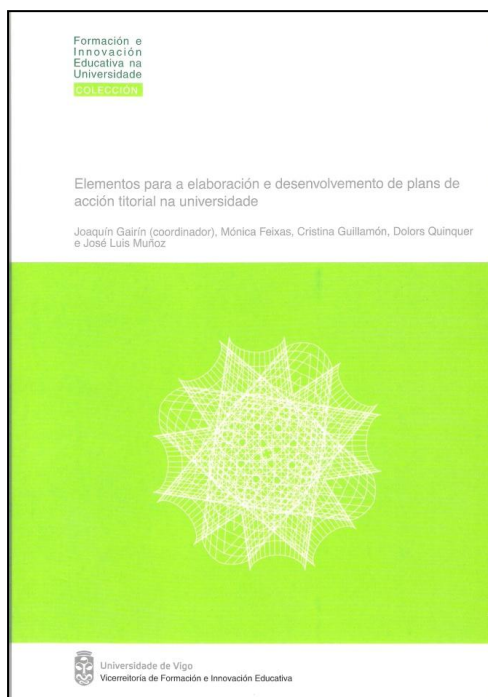 Formación e
Innovación
Educativa na
Universidade
COLECCIÓN
Elementos para a elaboración e desenvolvemento de plans de
acción titorial na universidade
Joaquín Gairín (coordinador), Mónica Feixas, Cristina Guillamón, Dolors Quinquer
e José Luis Muñoz
Universidade de Vigo
Vicerreitoría de Formación e Innovación Educativa